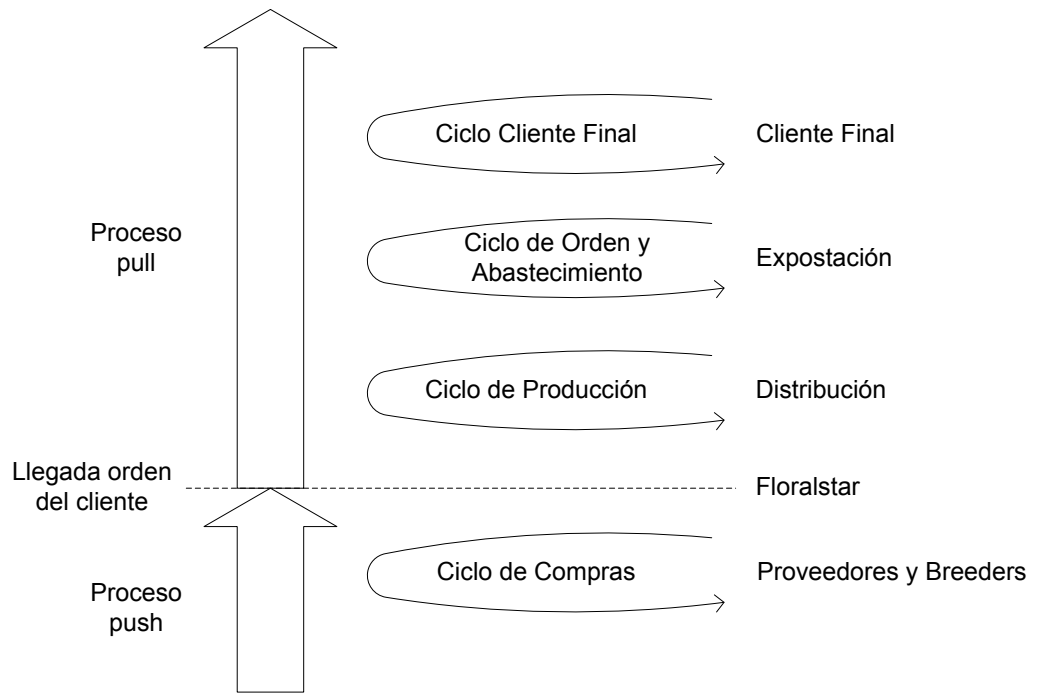 Ciclo Cliente Final
Cliente Final
Proceso
pull
Ciclo de Orden y
Abastecimiento
Expostación
Ciclo de Producción
Distribución
Llegada orden
del cliente
Floralstar
Ciclo de Compras
Proveedores y Breeders
Proceso
push